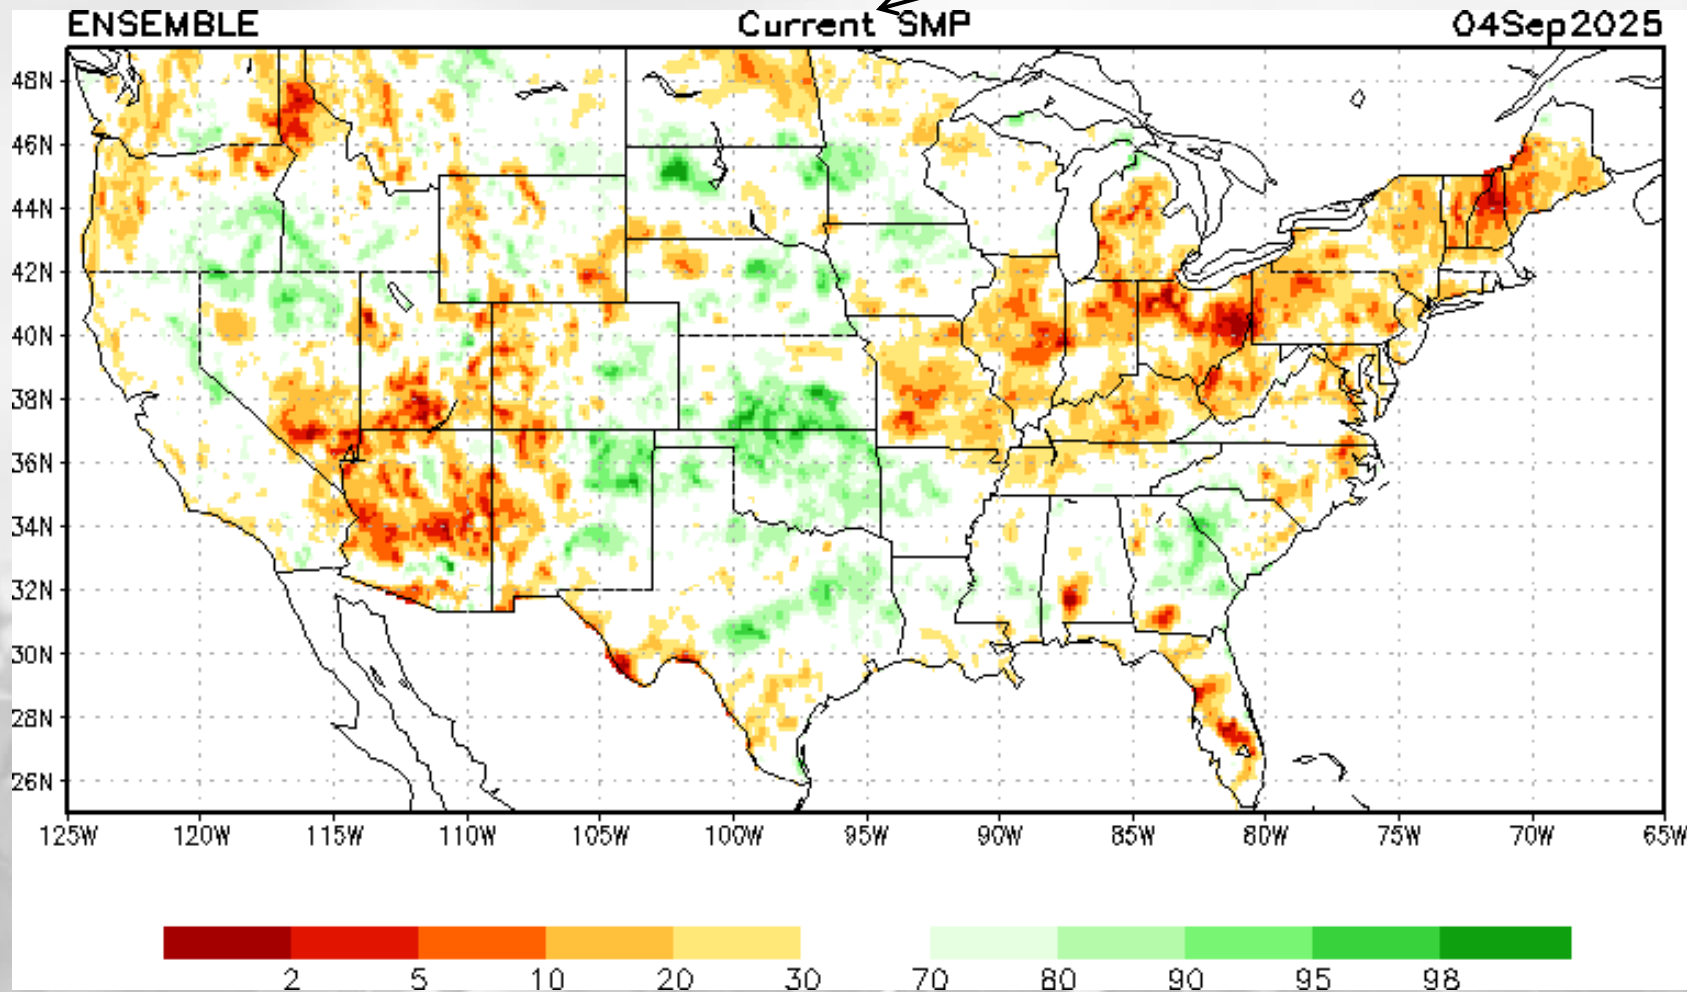 ENSEMBLE Current SMP 04Sep2025
48N
46N
44N
42N
40N
38N
36N
34N
32N
30N
28N
26N
125W 120W 115W 110W 105W 100W 95W 90W 85W 80W 75W 70W 65W
2 5 10 20 30 70 80 90 95 98